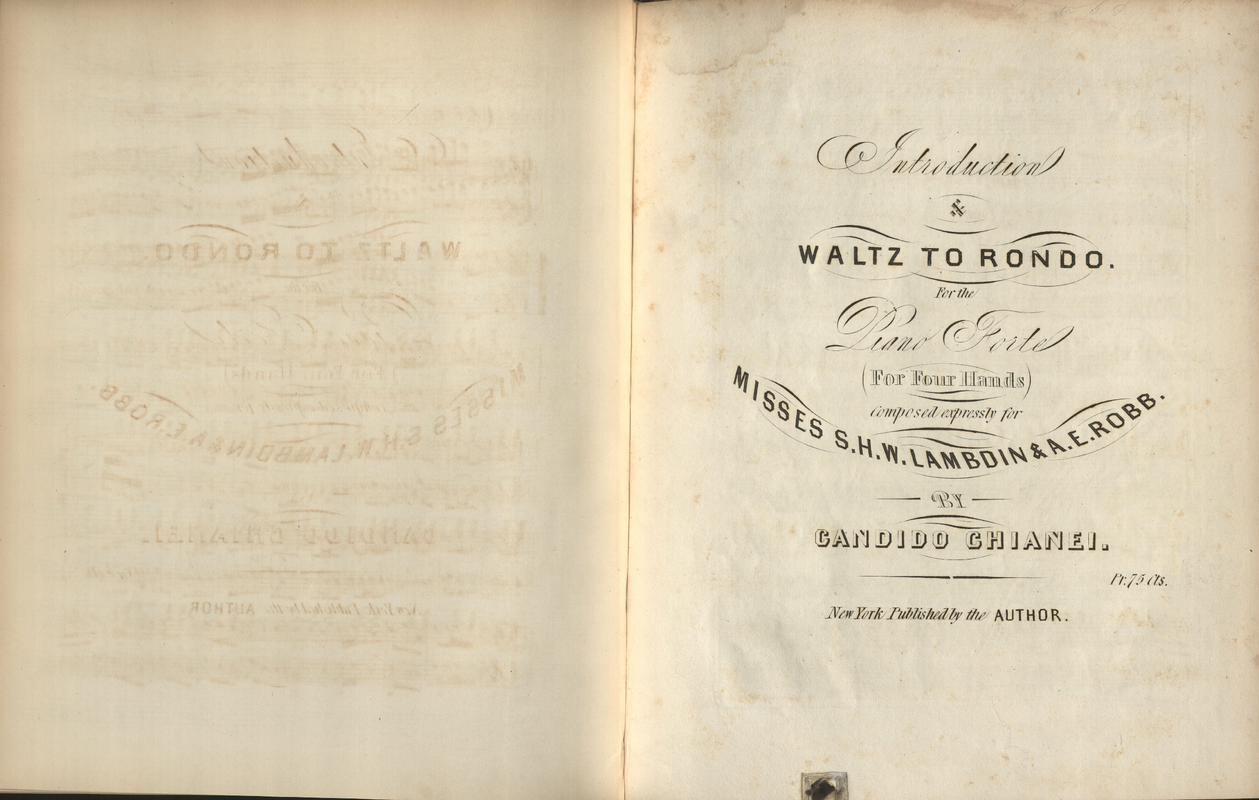 Introduction
&
WALTZ TO RONDO.
For the
Piano Forte
(For Four Hands)
composed expressly for
MISSES S.H.W. LAMBDIN & A.E. ROBB.
BY
CANDIDO CHIANEI.
Pr. 75 cts.
New York Published by the AUTHOR.